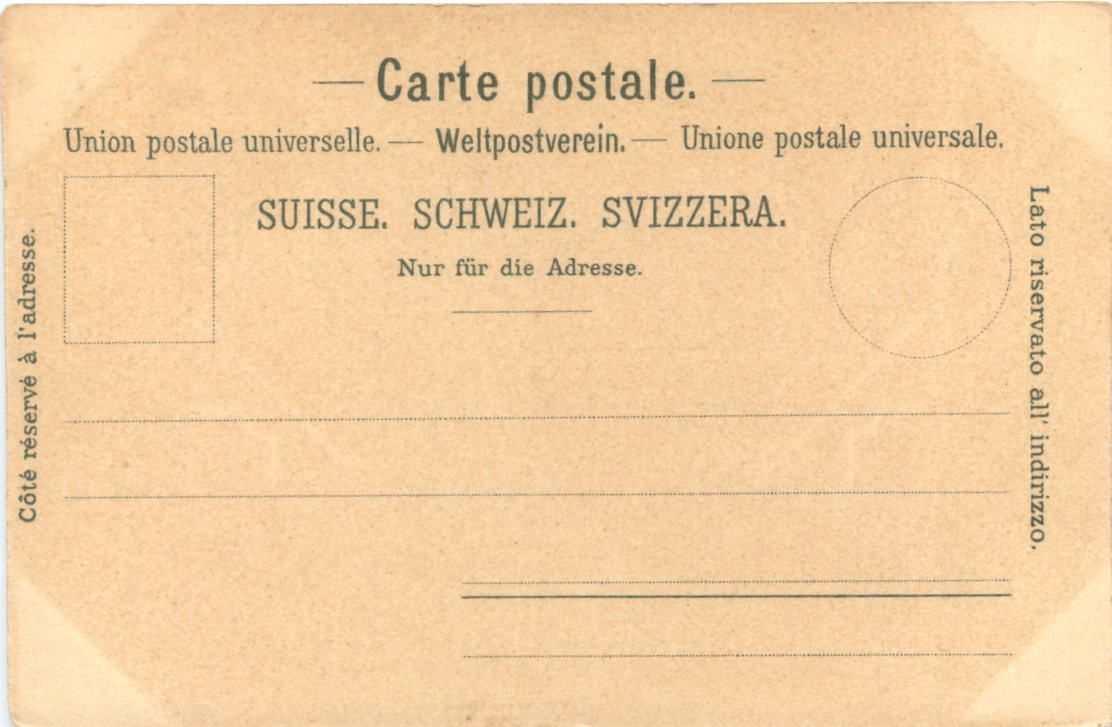 — Carte postale. —
Union postale universelle. — Weltpostverein. — Unione postale universale.
SUISSE. SCHWEIZ. SVIZZERA.
Nur für die Adresse.
Côté réservé à l'adresse.
Lato riservato all' indirizzo.